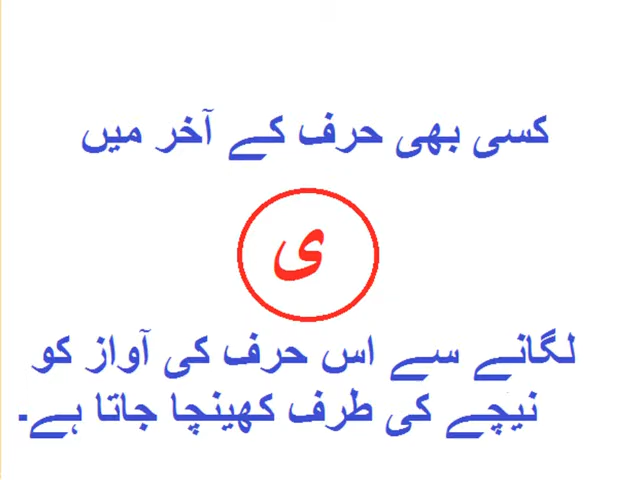 کسی بھی حرف کے آخر میں
ی
لگانے سے اس حرف کی آواز کو
نیچے کی طرف کھینچا جاتا ہے۔